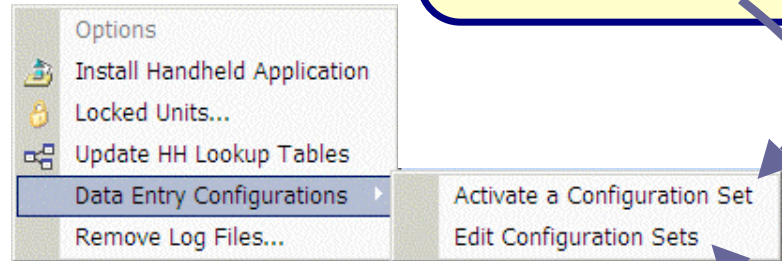 Options
Install Handheld Application
Locked Units...
Update HH Lookup Tables
Data Entry Configurations
Activate a Configuration Set
Remove Log Files...
Edit Configuration Sets